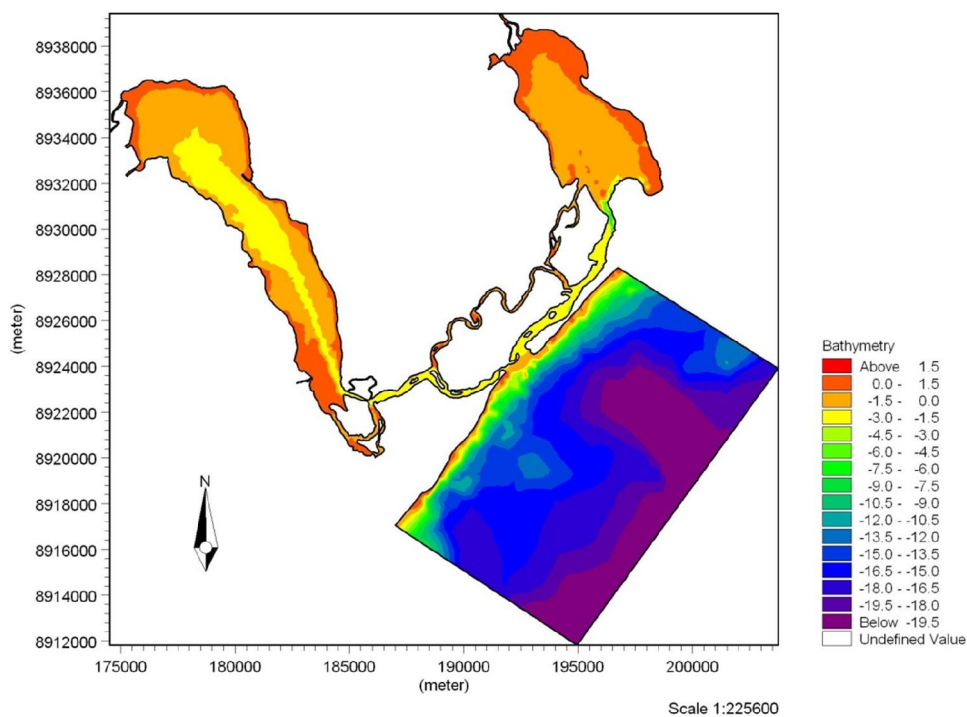 8938000
8936000
8934000
8932000
8930000
8928000
(meter)
8926000
8924000
8922000
8920000
8918000
8916000
8914000
8912000
N
175000 180000 185000 190000 195000 200000
(meter)
Scale 1:225600
Bathymetry
Above 1.5
0.0 - 1.5
-1.5 - 0.0
-3.0 - -1.5
-4.5 - -3.0
-6.0 - -4.5
-7.5 - -6.0
-9.0 - -7.5
-10.5 - -9.0
-12.0 - -10.5
-13.5 - -12.0
-15.0 - -13.5
-16.5 - -15.0
-18.0 - -16.5
-19.5 - -18.0
Below -19.5
Undefined Value